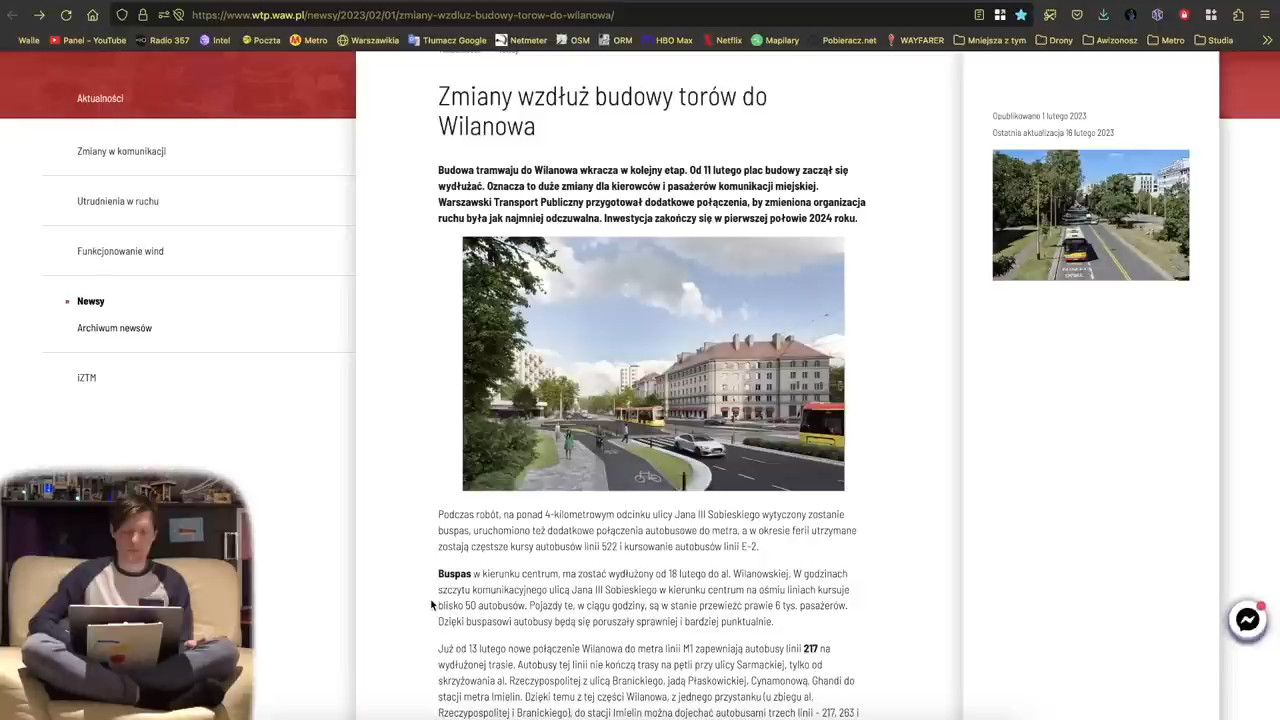 https://www.wtp.waw.pl/newsy/2023/02/01/zmiany-wzdluz-budowy-torow-do-wilanowa/
Walle
Panel - YouTube
Radio 357
Intel
Poczta
Metro
Warszawikia
Tłumacz Google
Netmeter
OSM
ORM
HBO Max
Netflix
Mapilary
Pobieracz.net
WAYFARER
Mniejsza z tym
Drony
Awizonosz
Metro
Studia
Aktualności
Zmiany w komunikacji
Utrudnienia w ruchu
Funkcjonowanie wind
» Newsy
Archiwum newsów
iZTM
Zmiany wzdłuż budowy torów do
Wilanowa
Budowa tramwaju do Wilanowa wkracza w kolejny etap. Od 11 lutego plac budowy zaczął się
wydłużać. Oznacza to duże zmiany dla kierowców i pasażerów komunikacji miejskiej.
Warszawski Transport Publiczny przygotował dodatkowe połączenia, by zmieniona organizacja
ruchu była jak najmniej odczuwalna. Inwestycja zakończy się w pierwszej połowie 2024 roku.
Podczas robót, na ponad 4-kilometrowym odcinku ulicy Jana III Sobieskiego wytyczony zostanie
buspas, uruchomiono też dodatkowe połączenia autobusowe do metra, a w okresie ferii utrzymane
zostają częstsze kursy autobusów linii 522 i kursowanie autobusów linii E-2.
Buspas w kierunku centrum, ma zostać wydłużony od 18 lutego do al. Wilanowskiej. W godzinach
szczytu komunikacyjnego ulicą Jana III Sobieskiego w kierunku centrum na ośmiu liniach kursuje
blisko 50 autobusów. Pojazdy te, w ciągu godziny, są w stanie przewieźć prawie 6 tys. pasażerów.
Dzięki buspasowi autobusy będą się poruszały sprawniej i bardziej punktualnie.
Już od 13 lutego nowe połączenie Wilanowa do metra linii M1 zapewniają autobusy linii 217 na
wydłużonej trasie. Autobusy tej linii nie kończą trasy na pętli przy ulicy Sarmackiej, tylko od
skrzyżowania al. Rzeczypospolitej z ulicą Branickiego, jadą Płaskowickiej, Cynamonową, Ghandi do
stacji metra Imielin. Dzięki temu z tej części Wilanowa, z jednego przystanku (u zbiegu al.
Rzeczypospolitej i Branickiego), do stacji Imielin można dojechać autobusami trzech linii - 217, 263 i
Opublikowano 1 lutego 2023
Ostatnia aktualizacja 16 lutego 2023